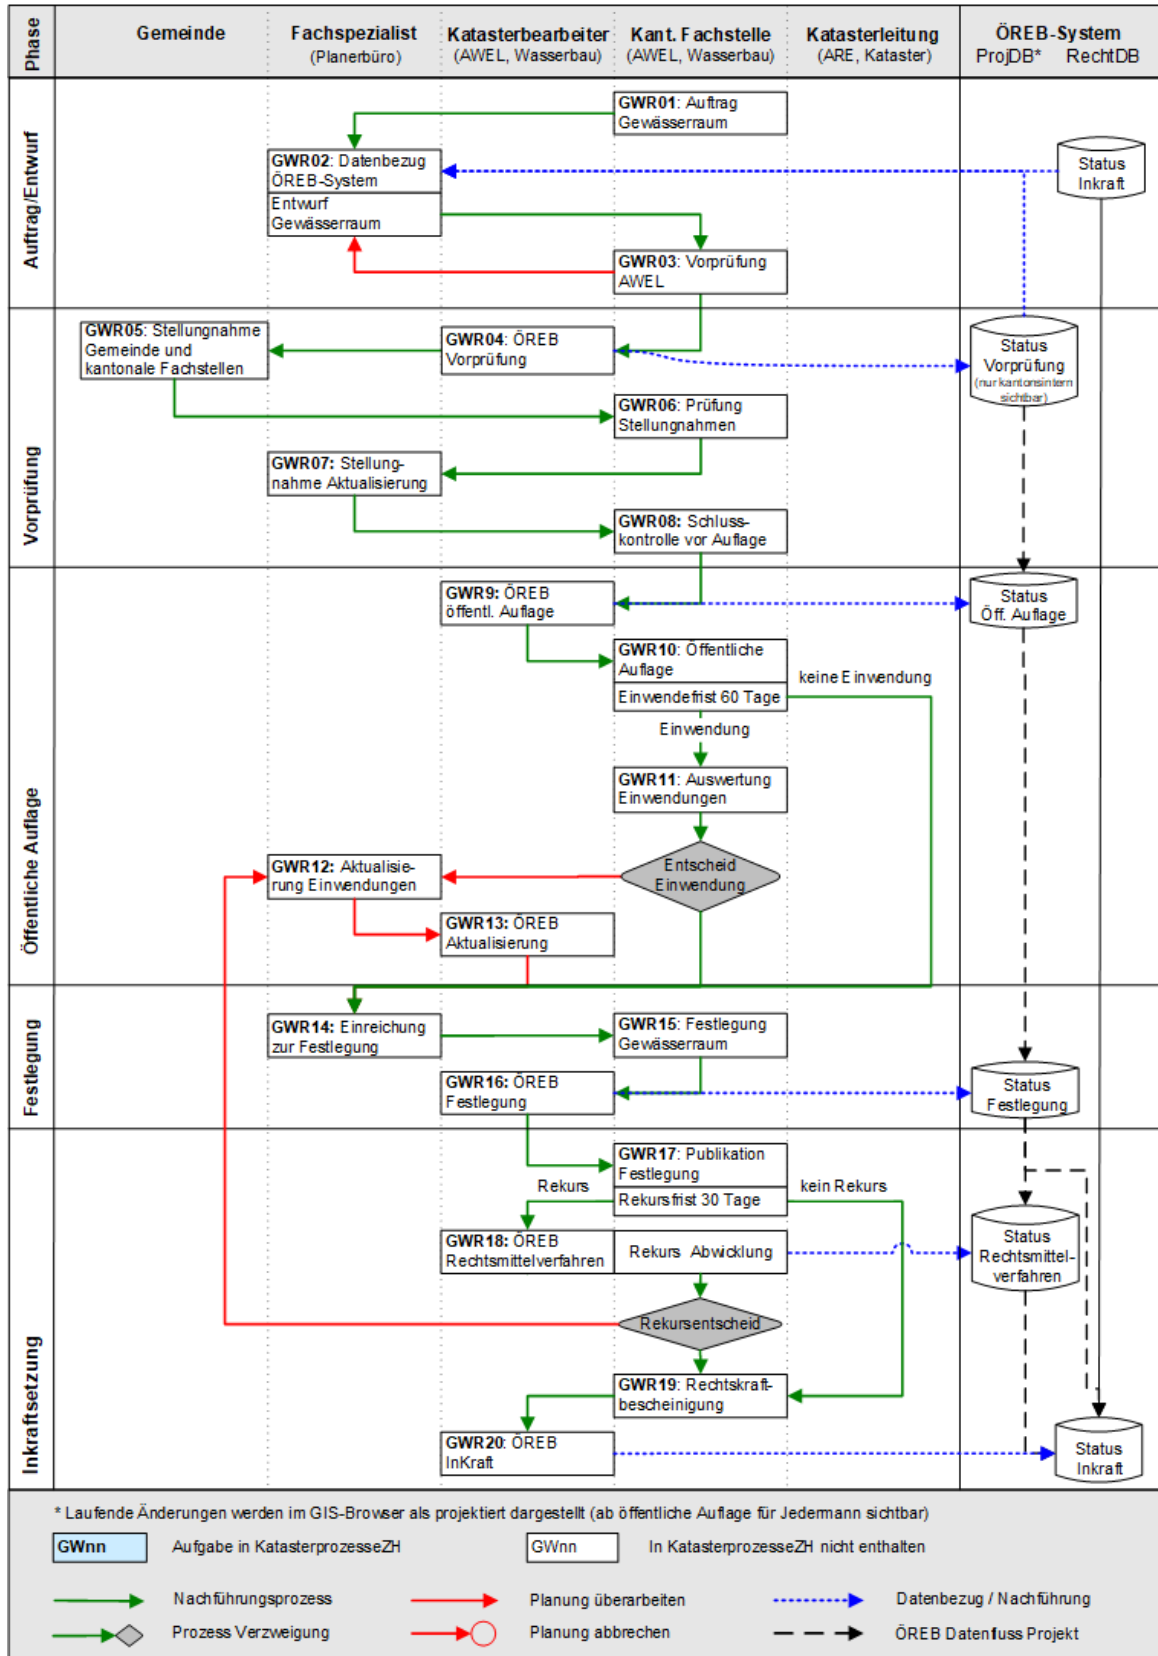 Phase
Gemeinde
Fachspezialist
(Planerbüro)
Katasterbearbeiter
(AWEL, Wasserbau)
Kant. Fachstelle
(AWEL, Wasserbau)
Katasterleitung
(ARE, Kataster)
ÖREB-System
ProjDB* RechtDB
Auftrag/Entwurf
GWR01: Auftrag
Gewässerraum
GWR02: Datenbezug
ÖREB-System
Entwurf
Gewässerraum
GWR03: Vorprüfung
AWEL
Status
Inkraft
Vorprüfung
GWR05: Stellungnahme
Gemeinde und
kantonale Fachstellen
GWR04: ÖREB
Vorprüfung
Status
Vorprüfung
(nur kantonsintern
sichtbar)
GWR06: Prüfung
Stellungnahmen
GWR07: Stellung-
nahme Aktualisierung
GWR08: Schluss-
kontrolle vor Auflage
Öffentliche Auflage
GWR9: ÖREB
öffentl. Auflage
Status
Öff. Auflage
GWR10: Öffentliche
Auflage
Einwendefrist 60 Tage
keine Einwendung
Einwendung
GWR11: Auswertung
Einwendungen
Entscheid
Einwendung
GWR12: Aktualisie-
rung Einwendungen
GWR13: ÖREB
Aktualisierung
Festlegung
GWR14: Einreichung
zur Festlegung
GWR15: Festlegung
Gewässerraum
GWR16: ÖREB
Festlegung
Status
Festlegung
Inkraftsetzung
GWR17: Publikation
Festlegung
Rekursfrist 30 Tage
Rekurs
kein Rekurs
GWR18: ÖREB
Rechtsmittelverfahren
Rekurs Abwicklung
Status
Rechtsmittel-
verfahren
Rekursentscheid
GWR19: Rechtskraft-
bescheinigung
GWR20: ÖREB
InKraft
Status
Inkraft
* Laufende Änderungen werden im GIS-Browser als projektiert dargestellt (ab öffentliche Auflage für Jedermann sichtbar)
GWnn
Aufgabe in KatasterprozesseZH
GWnn
In KatasterprozesseZH nicht enthalten
Nachführungsprozess
Planung überarbeiten
Datenbezug / Nachführung
Prozess Verzweigung
Planung abbrechen
ÖREB Datenfluss Projekt